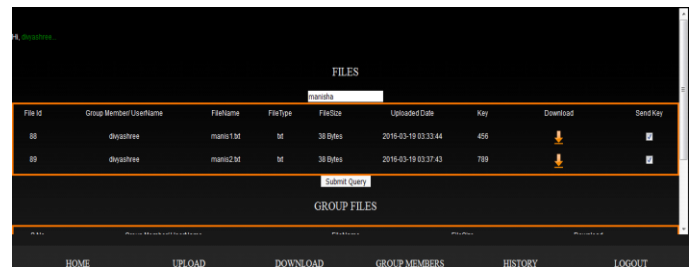 Hi, divyashree..
FILES
manisha
File Id Group Member/ UserName FileName FileType FileSize Uploaded Date Key Download Send Key
88 divyashree manis1.txt txt 38 Bytes 2016-03-19 03:33:44 456
89 divyashree manis2.txt txt 38 Bytes 2016-03-19 03:37:43 789
Submit Query
GROUP FILES
HOME UPLOAD DOWNLOAD GROUP MEMBERS HISTORY LOGOUT